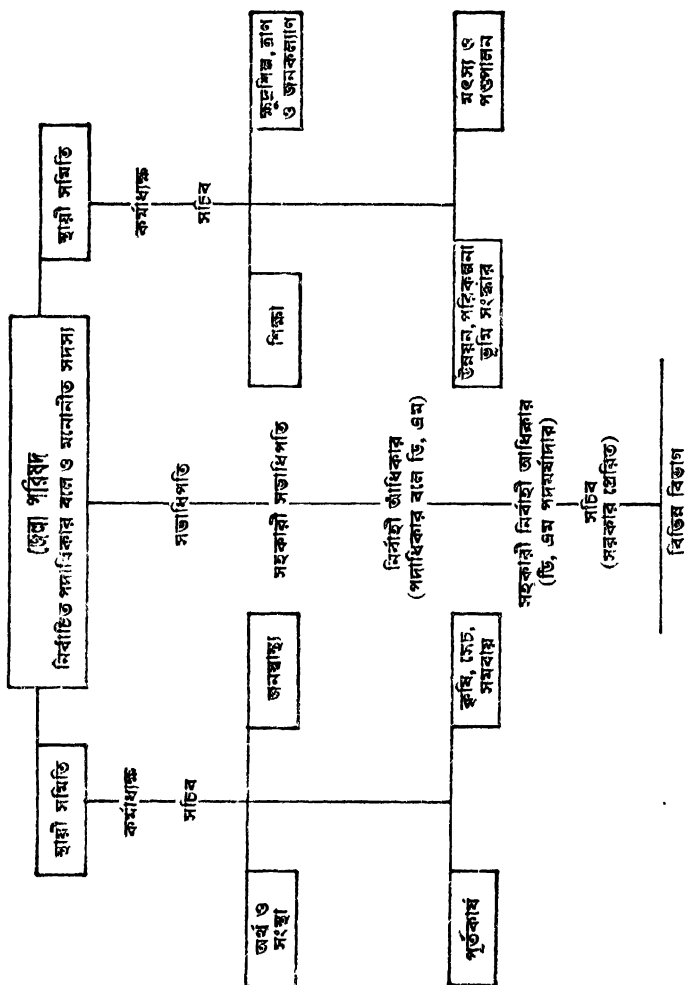 জেলা পরিষদ
নির্বাচিত পদাধিকার বলে ও মনোনীত সদস্য
স্থায়ী সমিতি
কর্মাধ্যক্ষ
সচিব
অর্থ ও
সংস্থা
জনস্বাস্থ্য
পূর্তকার্য
কৃষি, সেচ,
সমবায়
সভাধিপতি
সহকারী সভাধিপতি
নির্বাহী আধিকার
(পদাধিকার বলে ডি, এম)
সহকারী নির্বাহী আধিকার
(ডি, এম পদমর্যাদার)
সচিব
(সরকার প্রেরিত)
বিভিন্ন বিভাগ
স্থায়ী সমিতি
কর্মাধ্যক্ষ
সচিব
শিক্ষা
ক্ষুদ্রশিল্প, ত্রাণ
ও জনকল্যাণ
উন্নয়ন, পরিকল্পনা
ভূমি সংস্কার
মৎস্য ও
পশুপালন